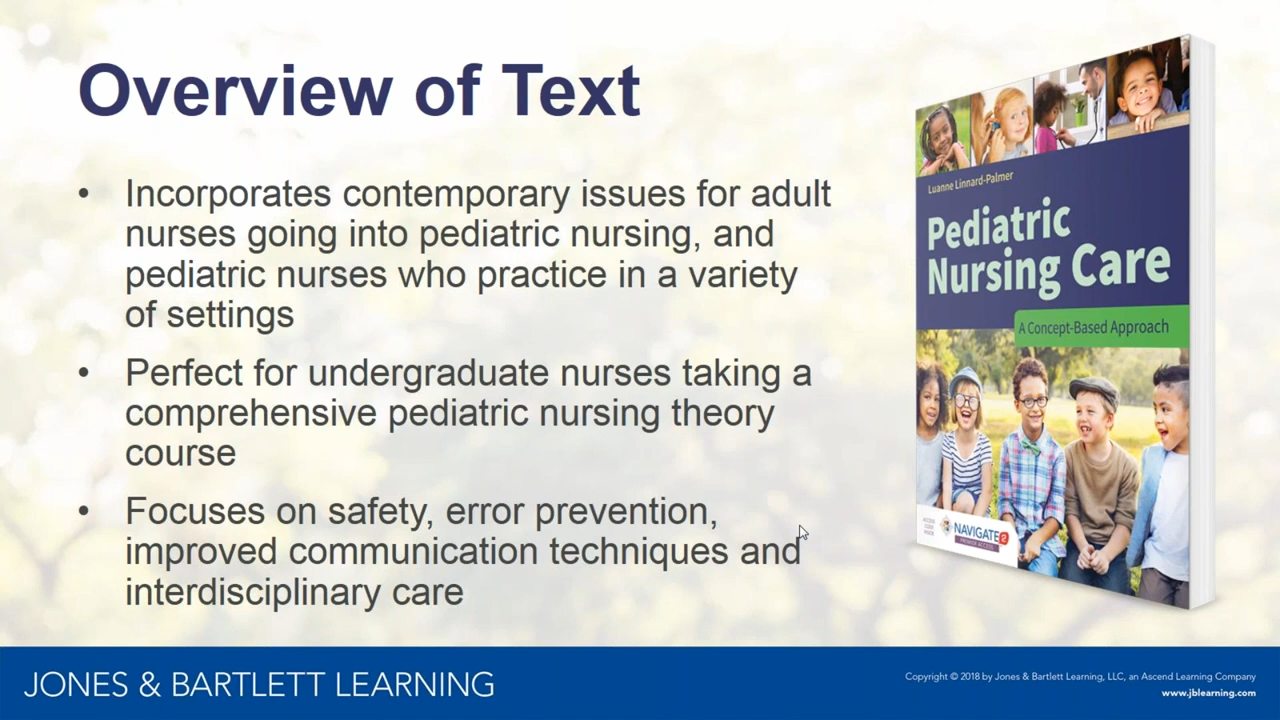 Overview of Text
• Incorporates contemporary issues for adult
nurses going into pediatric nursing, and
pediatric nurses who practice in a variety
of settings
• Perfect for undergraduate nurses taking a
comprehensive pediatric nursing theory
course
• Focuses on safety, error prevention,
improved communication techniques and
interdisciplinary care
Luanne Linnard-Palmer
Pediatric
Nursing Care
A Concept-Based Approach
NAVIGATE 2
PREMIER ACCESS
JONES & BARTLETT LEARNING
Copyright © 2018 by Jones & Bartlett Learning, LLC, an Ascend Learning Company
www.jblearning.com